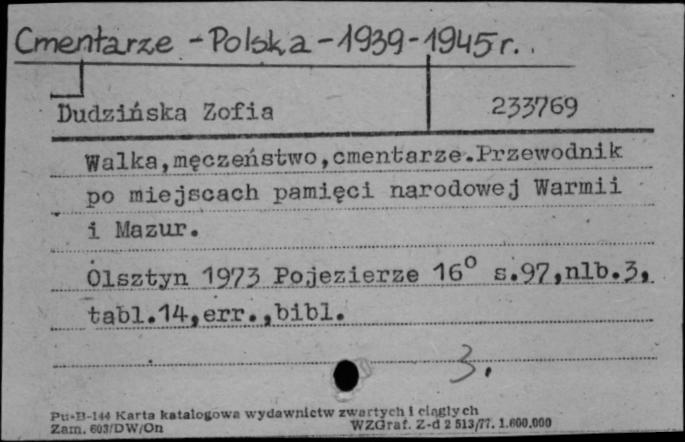 Cmentarze - Polska - 1939-1945 r.
Dudzińska Zofia 233769
Walka,męczeństwo,cmentarze.Przewodnik
po miejscach pamięci narodowej Warmii
i Mazur.
Olsztyn 1973 Pojezierze 16° s.97,nlb.3,
tabl.14,err.,bibl.
3.
Pu-B-144 Karta katalogowa wydawnictw zwartych i ciągłych
Zam. 603/DW/On WZGraf. Z-d 2 513/77. 1.600.000